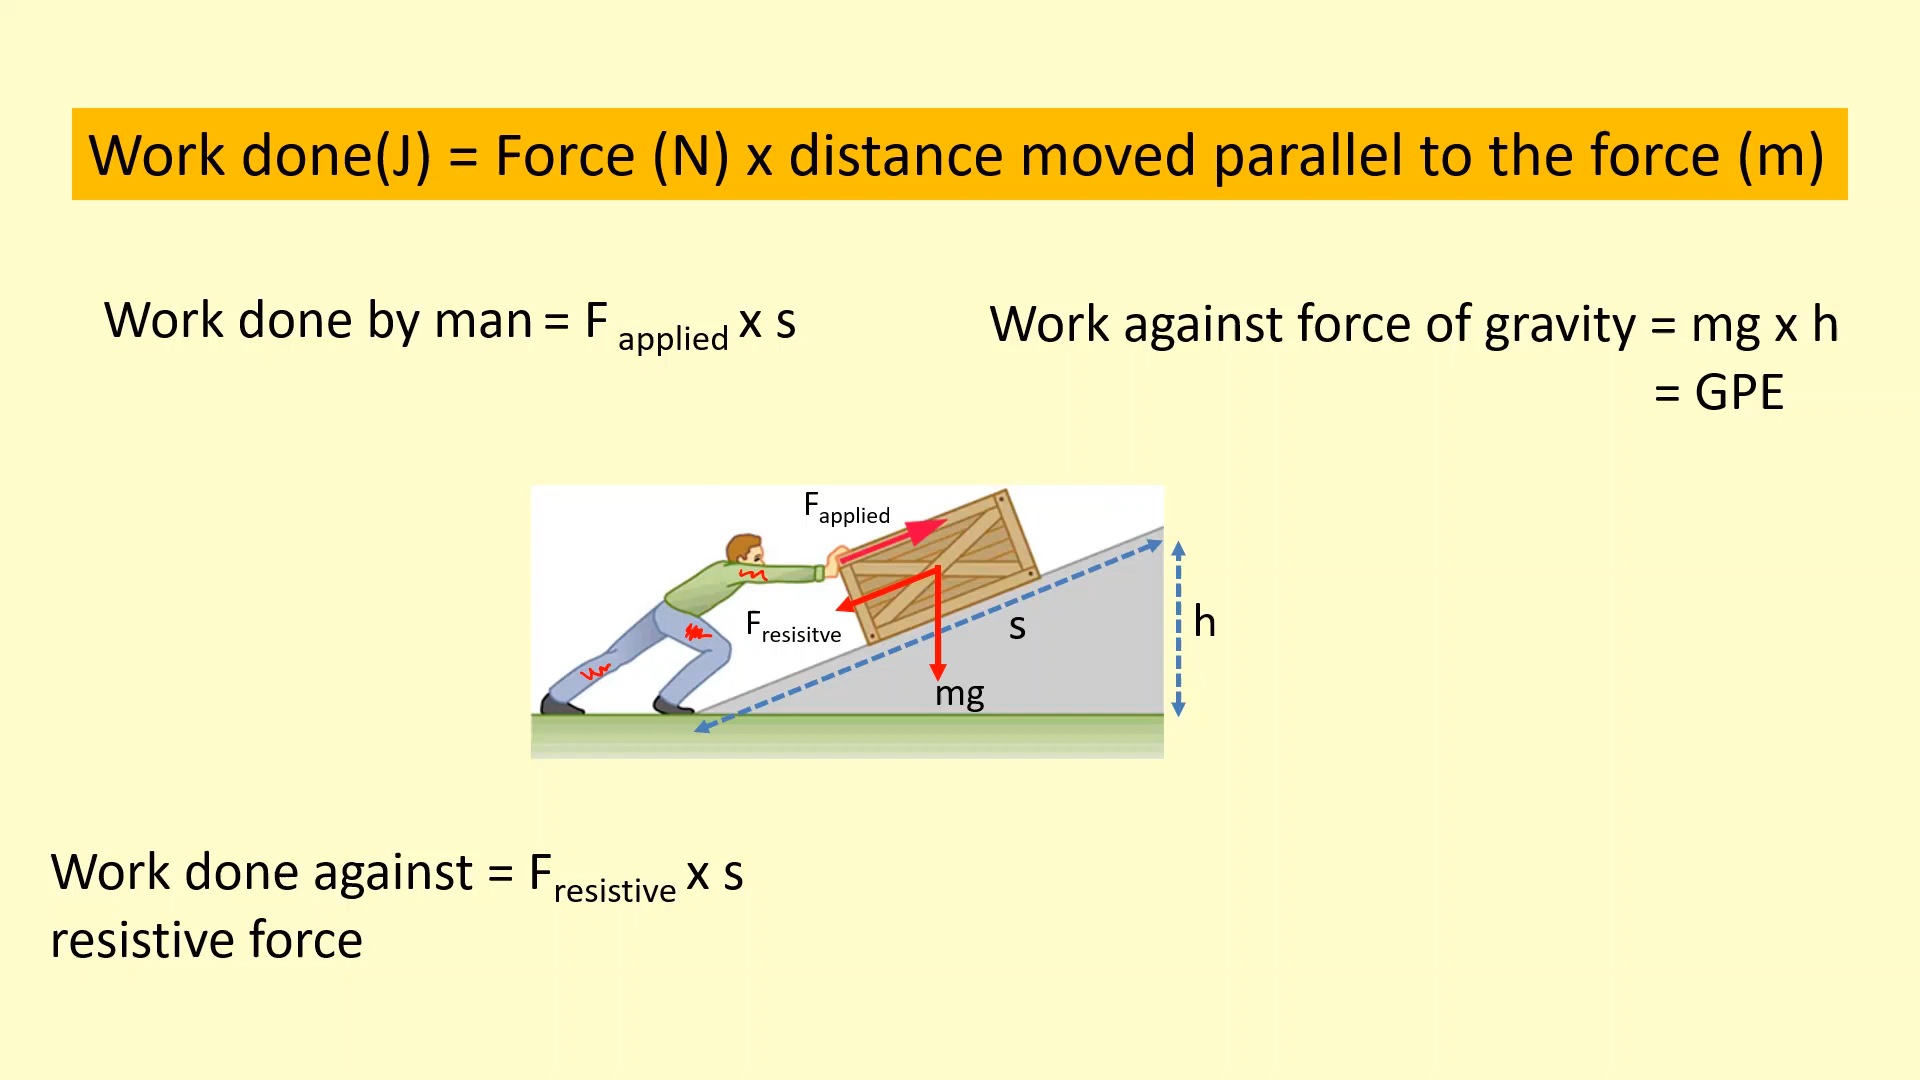 Work done(J) = Force (N) x distance moved parallel to the force (m)
Work done by man = F applied x s
Work against force of gravity = mg x h
= GPE
Fapplied
Fresisitve
s
h
mg
Work done against = Fresistive x s
resistive force